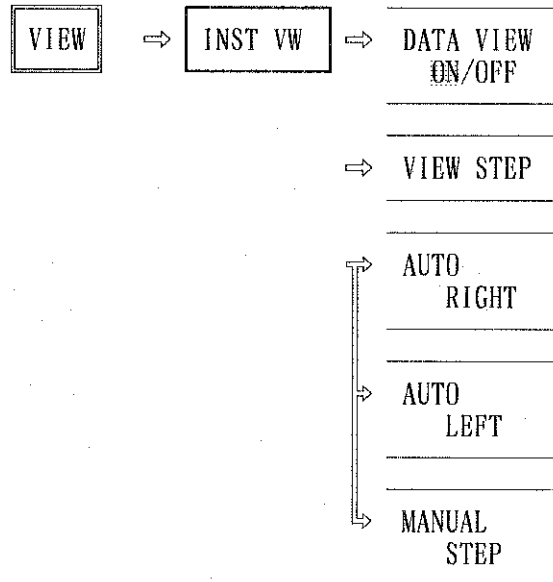 VIEW ⇨ INST VW ⇨ DATA VIEW
ON/OFF
⇨ VIEW STEP
AUTO
RIGHT
AUTO
LEFT
MANUAL
STEP